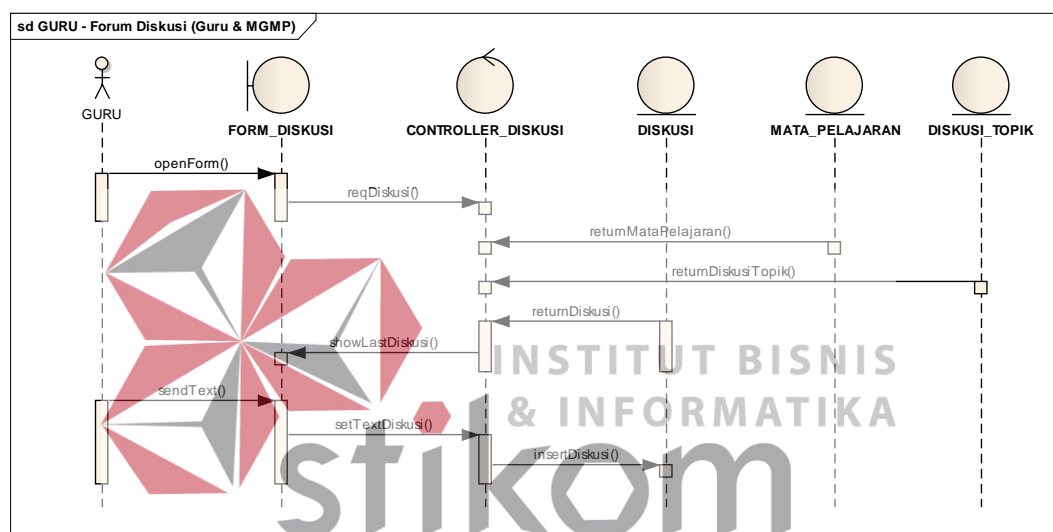 sd GURU - Forum Diskusi (Guru & MGMP)
GURU
FORM_DISKUSI
CONTROLLER_DISKUSI
DISKUSI
MATA_PELAJARAN
DISKUSI_TOPIK
openForm()
reqDiskusi()
returnMataPelajaran()
returnDiskusiTopik()
returnDiskusi()
showLastDiskusi()
INSTITUT BISNIS
& INFORMATIKA
sendText()
setTextDiskusi()
insertDiskusi()
stikom